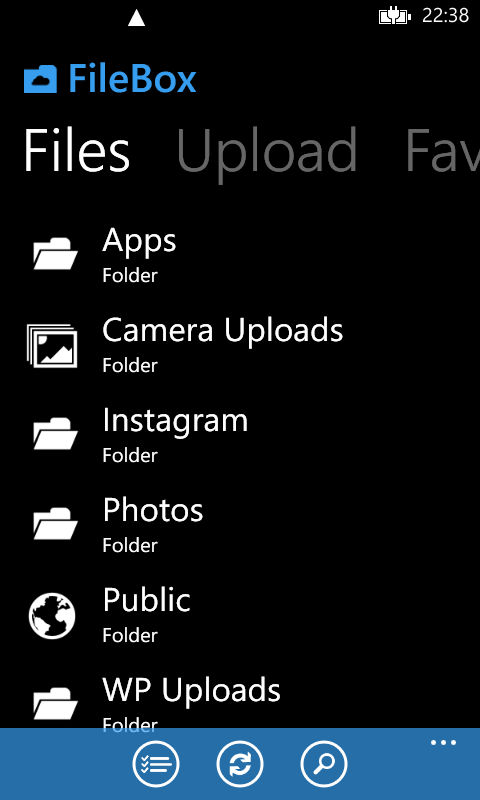 22:38
FileBox
Files Upload Fav
Apps
Folder
Camera Uploads
Folder
Instagram
Folder
Photos
Folder
Public
Folder
WP Uploads
Folder